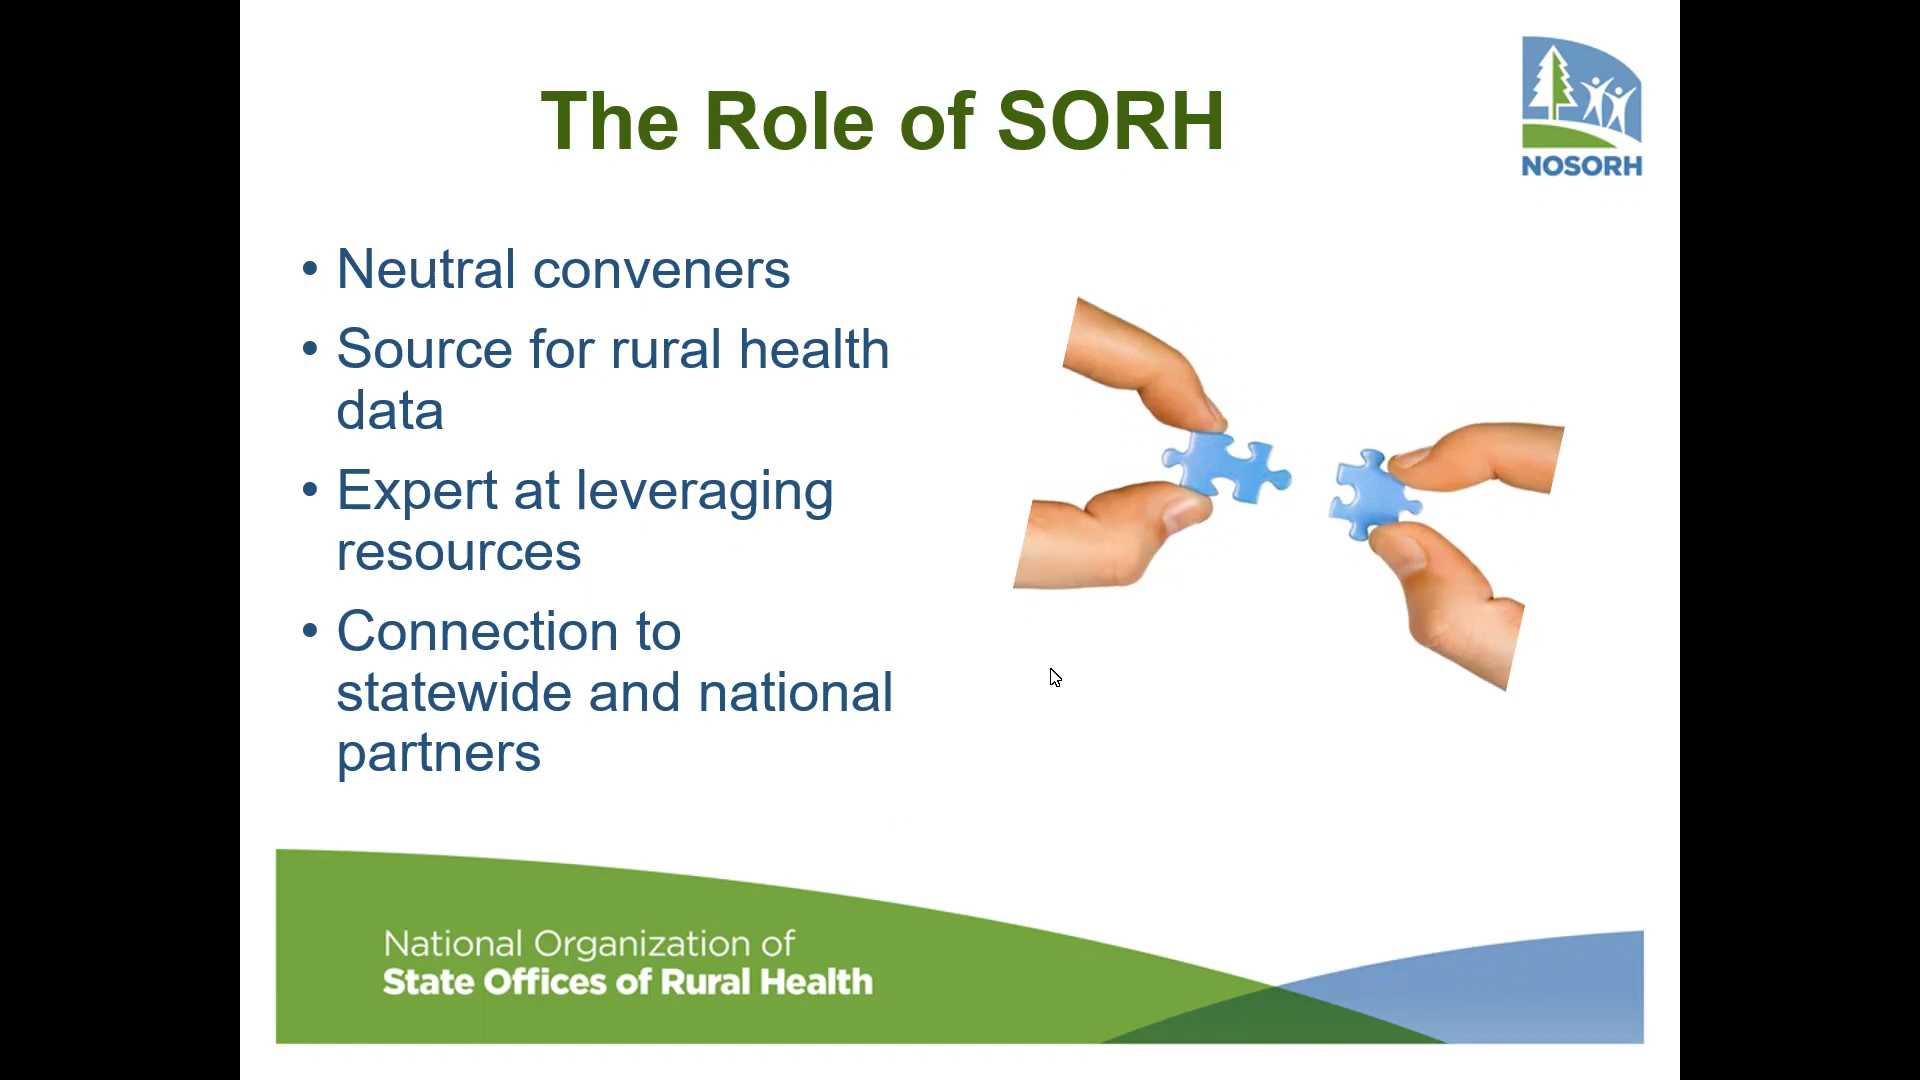 The Role of SORH
NOSORH
• Neutral conveners
• Source for rural health
data
• Expert at leveraging
resources
• Connection to
statewide and national
partners
National Organization of
State Offices of Rural Health